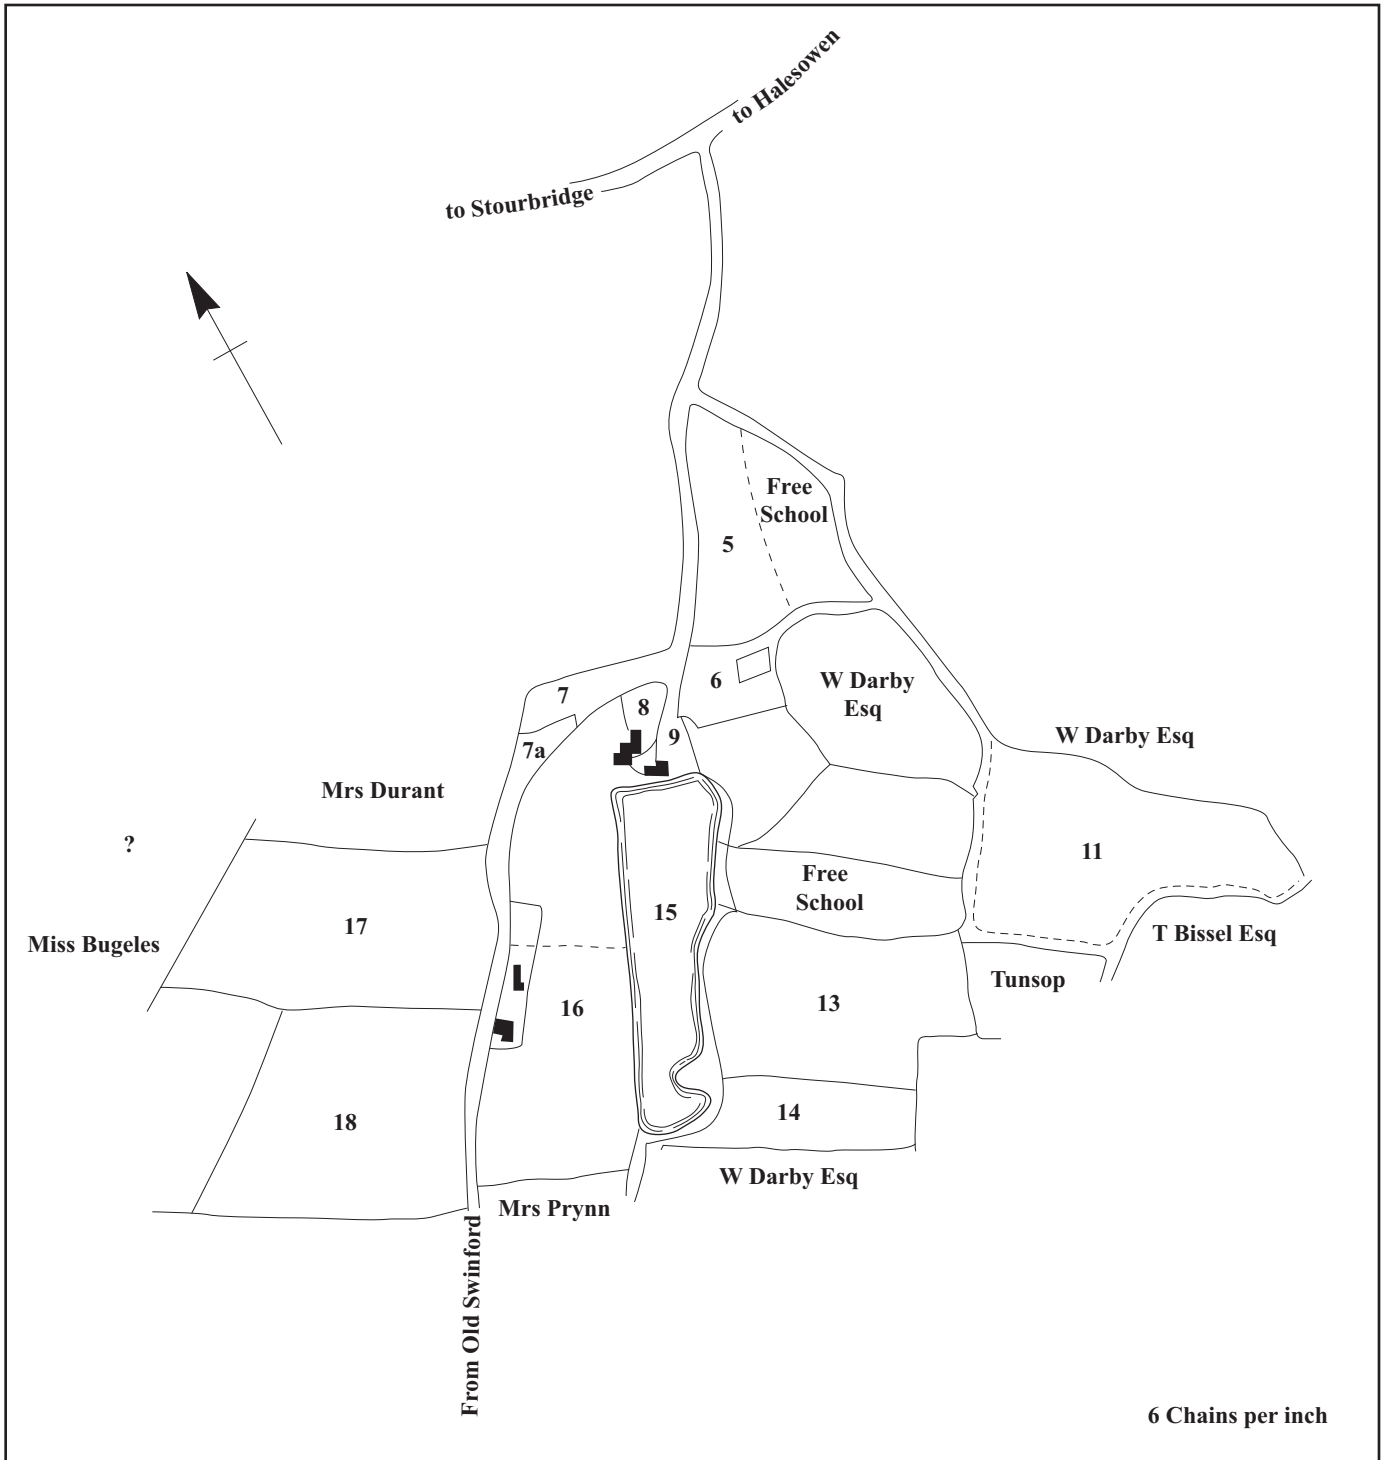 to Halesowen
to Stourbridge
Free
School
5
6
W Darby
Esq
7
8
9
7a
W Darby Esq
Mrs Durant
?
11
Free
School
15
17
Miss Bugeles
T Bissel Esq
Tunsop
16
13
18
14
W Darby Esq
Mrs Prynn
From Old Swinford
6 Chains per inch